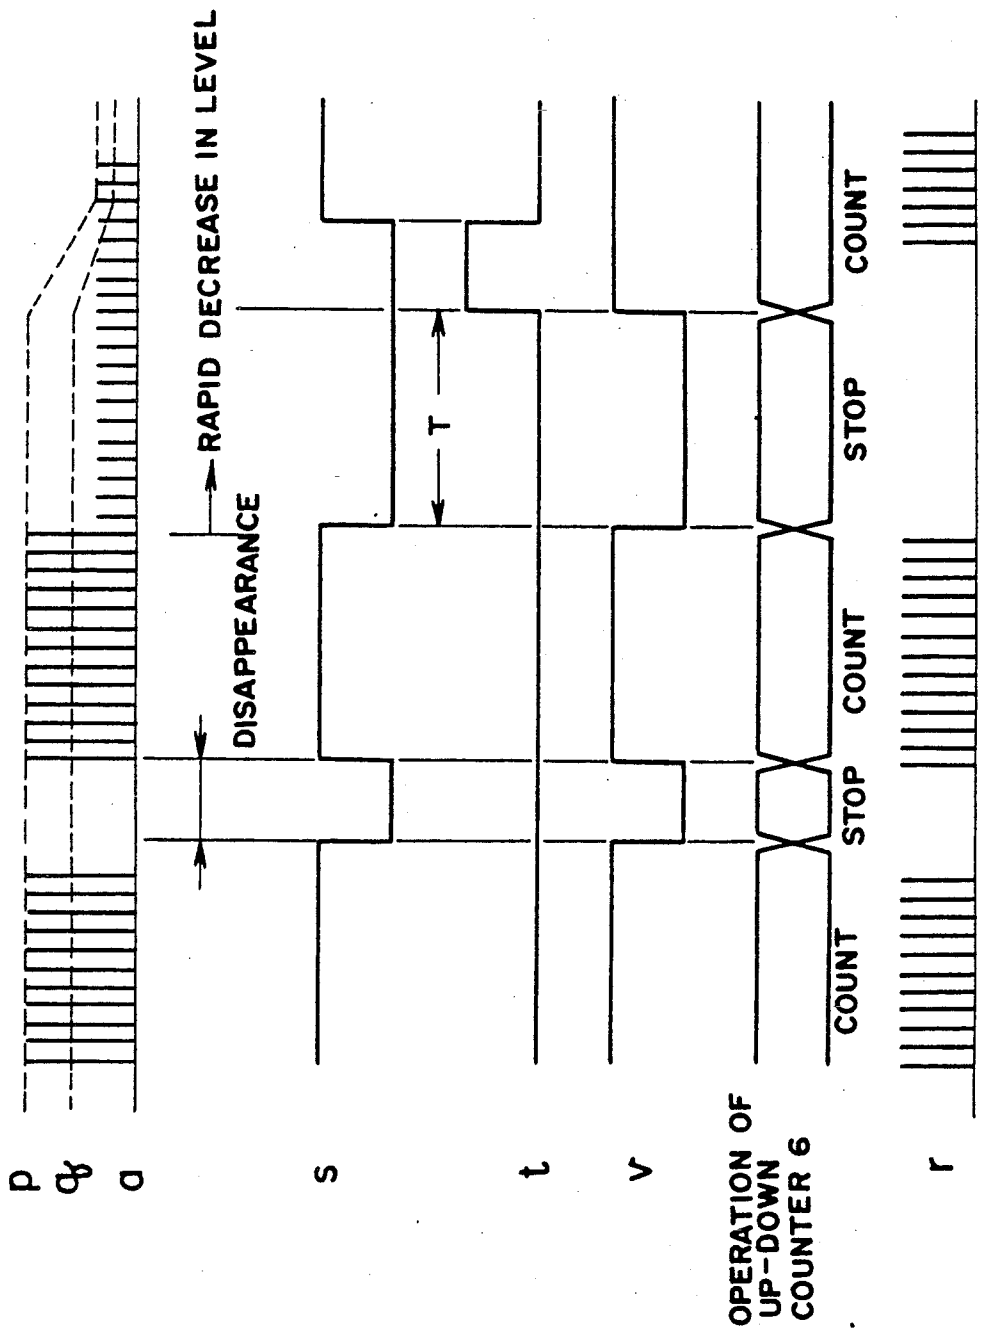 p
q
a
RAPID DECREASE IN LEVEL
DISAPPEARANCE
s
T
t
v
OPERATION OF
UP-DOWN
COUNTER 6
COUNT
STOP
COUNT
STOP
COUNT
r